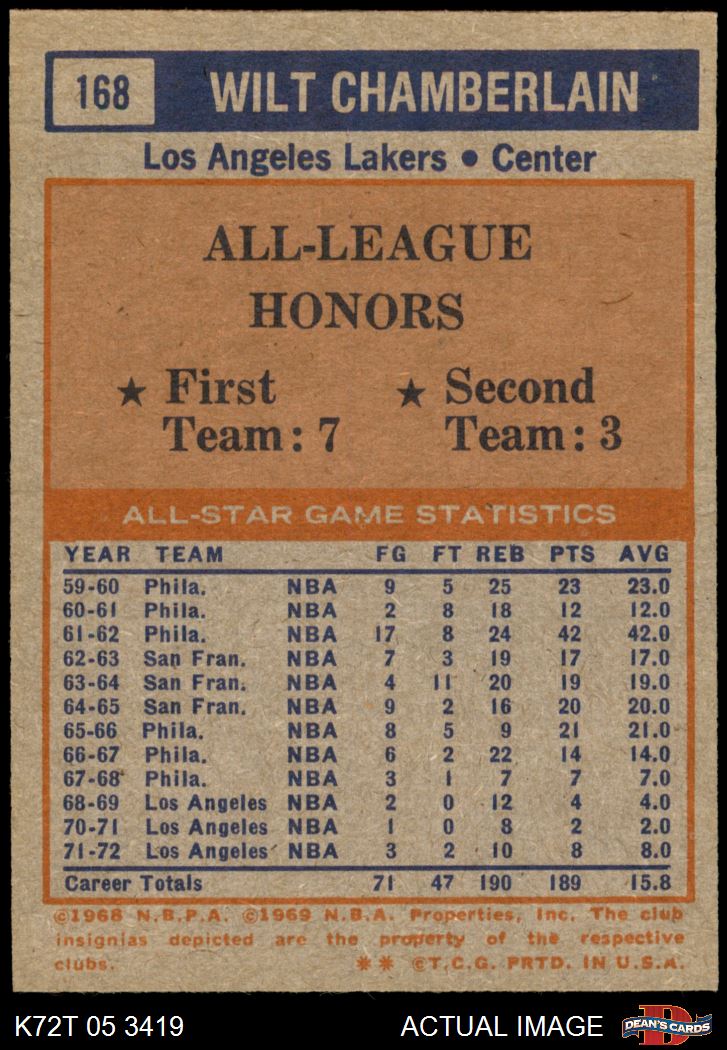 168 WILT CHAMBERLAIN
Los Angeles Lakers • Center
ALL-LEAGUE
HONORS
★ First ★ Second
Team: 7 Team: 3
ALL-STAR GAME STATISTICS
YEAR TEAM FG FT REB PTS AVG
59-60 Phila. NBA 9 5 25 23 23.0
60-61 Phila. NBA 2 8 18 12 12.0
61-62 Phila. NBA 17 8 24 42 42.0
62-63 San Fran. NBA 7 3 19 17 17.0
63-64 San Fran. NBA 4 11 20 19 19.0
64-65 San Fran. NBA 9 2 16 20 20.0
65-66 Phila. NBA 8 5 9 21 21.0
66-67 Phila. NBA 6 2 22 14 14.0
67-68 Phila. NBA 3 1 7 7 7.0
68-69 Los Angeles NBA 2 0 12 4 4.0
70-71 Los Angeles NBA 1 0 8 2 2.0
71-72 Los Angeles NBA 3 2 10 8 8.0
Career Totals 71 47 190 189 15.8
©1968 N.B.P.A. ©1969 N.B.A. Properties, Inc. The club
insignias depicted are the property of the respective
clubs. ** ©T.C.G. PRTD. IN U.S.A.
K72T 05 3419 ACTUAL IMAGE D DEAN'S CARDS